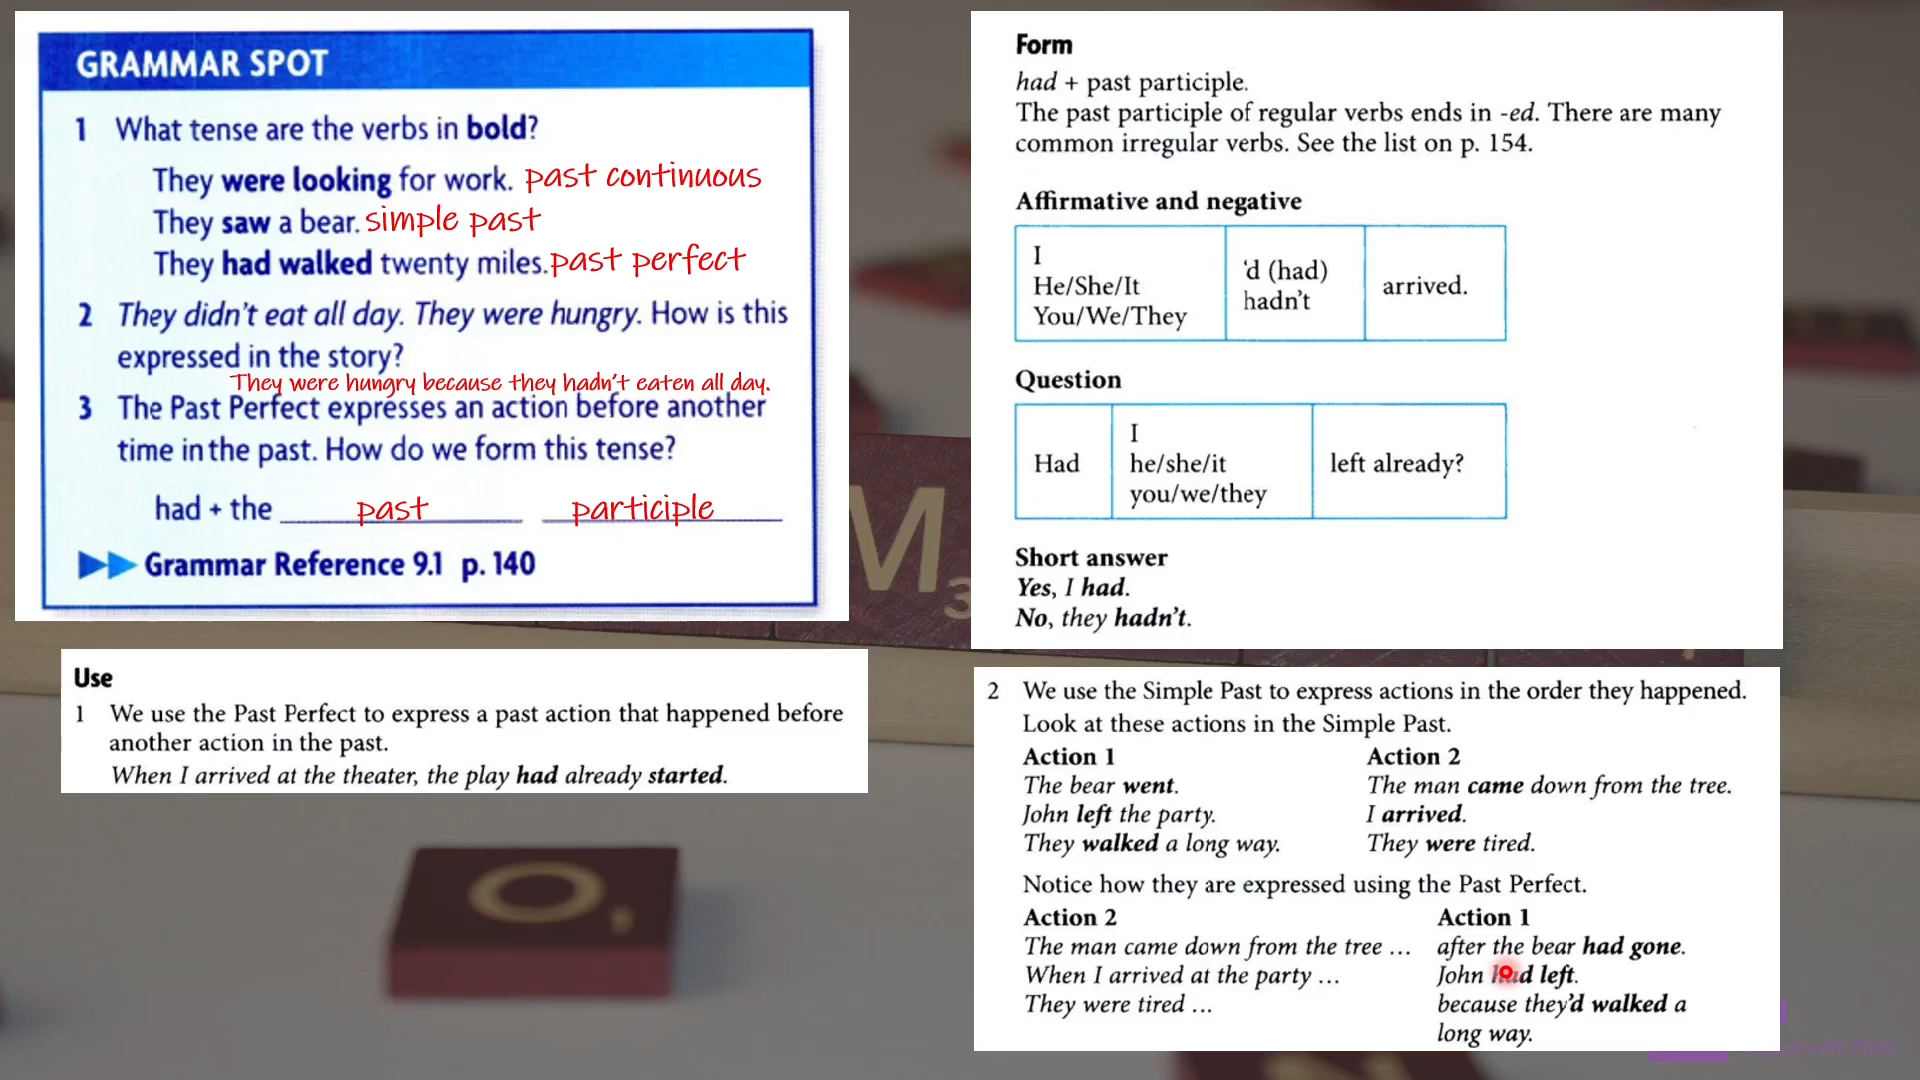 GRAMMAR SPOT
1 What tense are the verbs in bold?
They were looking for work. past continuous
They saw a bear. simple past
They had walked twenty miles. past perfect
2 They didn't eat all day. They were hungry. How is this
expressed in the story?
They were hungry because they hadn't eaten all day.
3 The Past Perfect expresses an action before another
time in the past. How do we form this tense?
had + the past participle
Grammar Reference 9.1 p. 140
Use
1 We use the Past Perfect to express a past action that happened before
another action in the past.
When I arrived at the theater, the play had already started.
Form
had + past participle.
The past participle of regular verbs ends in -ed. There are many
common irregular verbs. See the list on p. 154.
Affirmative and negative
I
He/She/It
You/We/They
'd (had)
hadn't
arrived.
Question
Had
I
he/she/it
you/we/they
left already?
Short answer
Yes, I had.
No, they hadn't.
2 We use the Simple Past to express actions in the order they happened.
Look at these actions in the Simple Past.
Action 1 Action 2
The bear went. The man came down from the tree.
John left the party. I arrived.
They walked a long way. They were tired.
Notice how they are expressed using the Past Perfect.
Action 2 Action 1
The man came down from the tree … after the bear had gone.
When I arrived at the party … John had left.
They were tired … because they'd walked a
long way.
M3
O